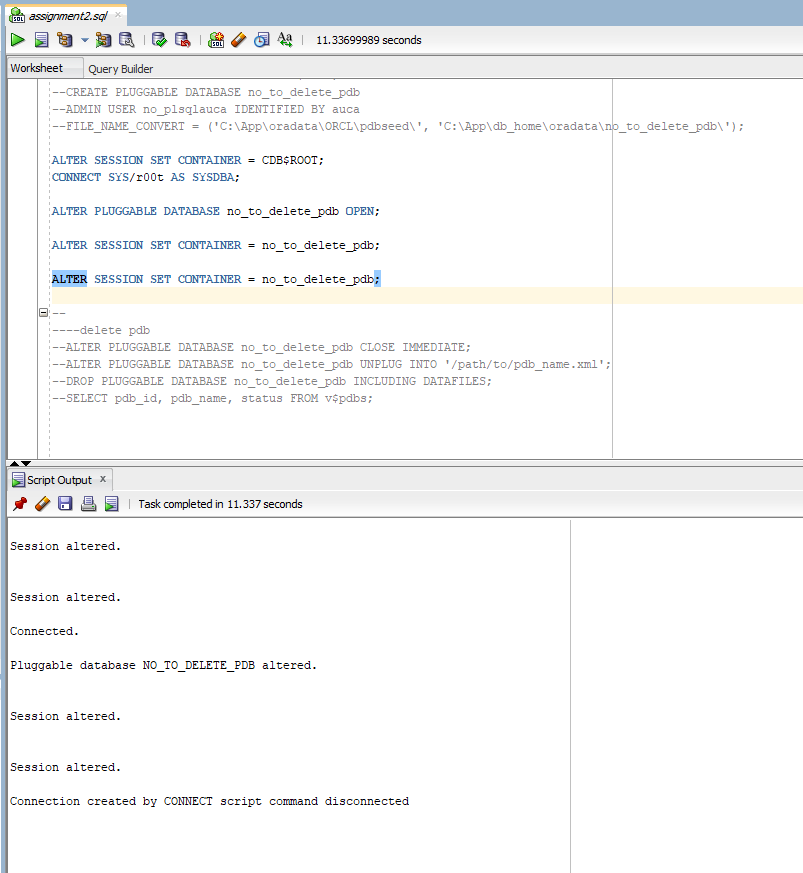 assignment2.sql
11.33699989 seconds
Worksheet Query Builder
--CREATE PLUGGABLE DATABASE no_to_delete_pdb
--ADMIN USER no_plsqlauca IDENTIFIED BY auca
--FILE_NAME_CONVERT = ('C:\App\oradata\ORCL\pdbseed\', 'C:\App\db_home\oradata\no_to_delete_pdb\');
ALTER SESSION SET CONTAINER = CDB$ROOT;
CONNECT SYS/r00t AS SYSDBA;
ALTER PLUGGABLE DATABASE no_to_delete_pdb OPEN;
ALTER SESSION SET CONTAINER = no_to_delete_pdb;
ALTER SESSION SET CONTAINER = no_to_delete_pdb;
--
----delete pdb
--ALTER PLUGGABLE DATABASE no_to_delete_pdb CLOSE IMMEDIATE;
--ALTER PLUGGABLE DATABASE no_to_delete_pdb UNPLUG INTO '/path/to/pdb_name.xml';
--DROP PLUGGABLE DATABASE no_to_delete_pdb INCLUDING DATAFILES;
--SELECT pdb_id, pdb_name, status FROM v$pdbs;
Script Output x
Task completed in 11.337 seconds
Session altered.
Session altered.
Connected.
Pluggable database NO_TO_DELETE_PDB altered.
Session altered.
Session altered.
Connection created by CONNECT script command disconnected